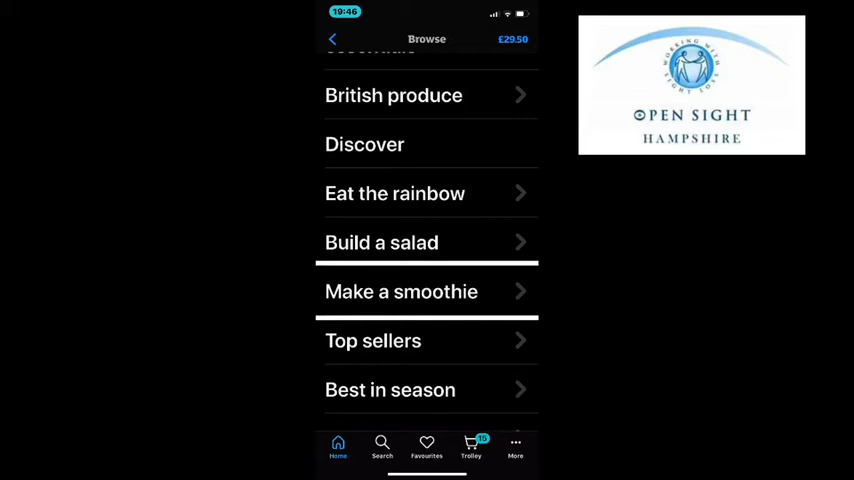 19:46
Browse
£29.50
essentials
British produce
Discover
Eat the rainbow
Build a salad
Make a smoothie
Top sellers
Best in season
15
Home
Search
Favourites
Trolley
More
WORKING WITH SIGHT LOSS
OPEN SIGHT
HAMPSHIRE